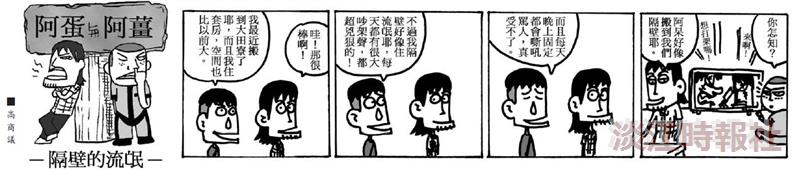 阿蛋與阿薑
■高商議
—隔壁的流氓—
我最近搬
到大田寮了
耶，而且我住
套房，空間也
比以前大。
哇！那很
棒啊！
不過我隔
壁好像住
流氓耶，每
天都有很大
吵架聲，都
超兇狠的！
而且每天
晚上固定
都會嘶吼
罵人，真
受不了。
阿呆好像
搬到我們
隔壁耶。
你怎知？
來啊！
想打架嗎！
淡江時報社